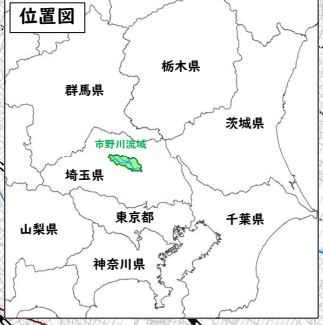 位置図
栃木県
群馬県
茨城県
市野川流域
埼玉県
東京都
千葉県
山梨県
神奈川県